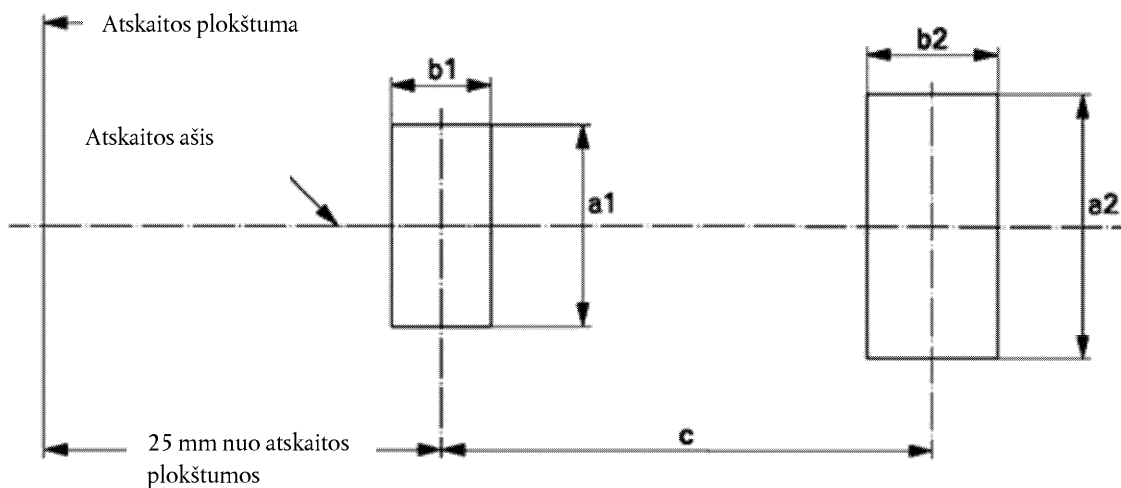 Atskaitos plokštuma
b2
b1
Atskaitos ašis
a1
a2
25 mm nuo atskaitos
plokštumos
c